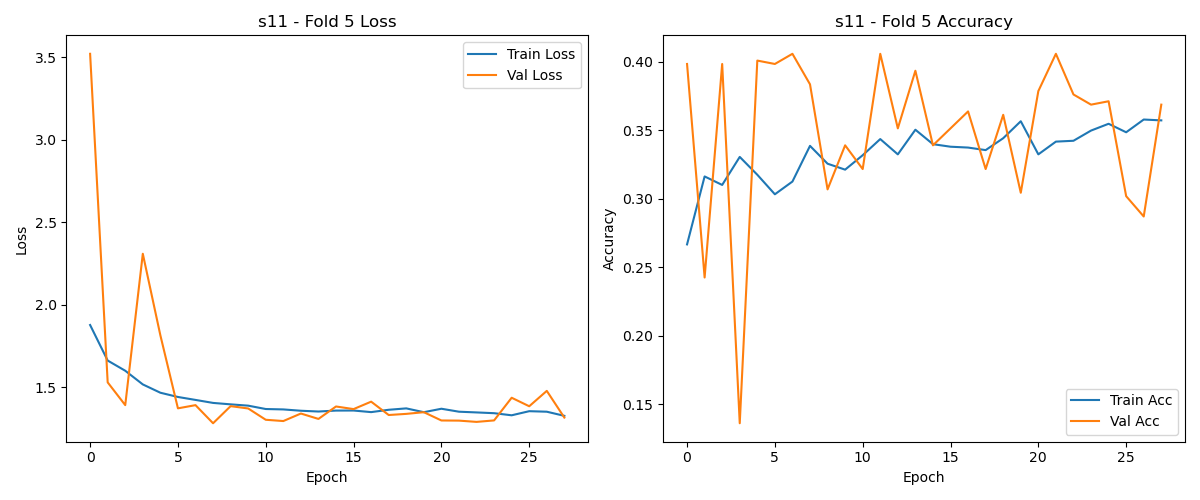 s11 - Fold 5 Loss
Train Loss
Val Loss
3.5
3.0
2.5
2.0
1.5
Loss
0
5
10
15
20
25
Epoch
s11 - Fold 5 Accuracy
0.40
0.35
0.30
0.25
0.20
0.15
Accuracy
Train Acc
Val Acc
0
5
10
15
20
25
Epoch